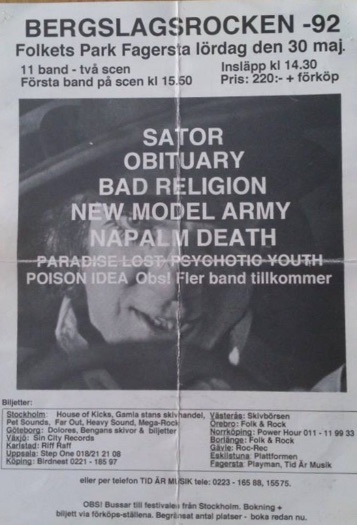 BERGSLAGSROCKEN -92
Folkets Park Fagersta lördag den 30 maj.
11 band - två scen
Första band på scen kl 15.50
Insläpp kl 14.30
Pris: 220:- + förköp
SATOR
OBITUARY
BAD RELIGION
NEW MODEL ARMY
NAPALM DEATH
PARADISE LOST PSYCHOTIC YOUTH
POISON IDEA Obs! Fler band tillkommer
Biljetter:
Stockholm: House of Kicks, Gamla stans skivhandel,
Pet Sounds, Far Out, Heavy Sound, Mega-Rock
Göteborg: Dolores, Bengans skivor & biljetter
Växjö: Sin City Records
Karlstad: Riff Raff
Uppsala: Step One 018/21 21 08
Köping: Birdnest 0221 - 185 97
Västerås: Skivbörsen
Örebro: Folk & Rock
Norrköping: Power Hour 011 - 11 99 33
Borlänge: Folk & Rock
Gävle: Roc-Rec
Eskilstuna: Plattformen
Fagersta: Playman, Tid Är Musik
eller per telefon TID ÄR MUSIK tele: 0223 - 165 88, 15575.
OBS! Bussar till festivalen från Stockholm. Bokning +
biljett via förköps-ställena. Begränsat antal platser - boka redan nu.